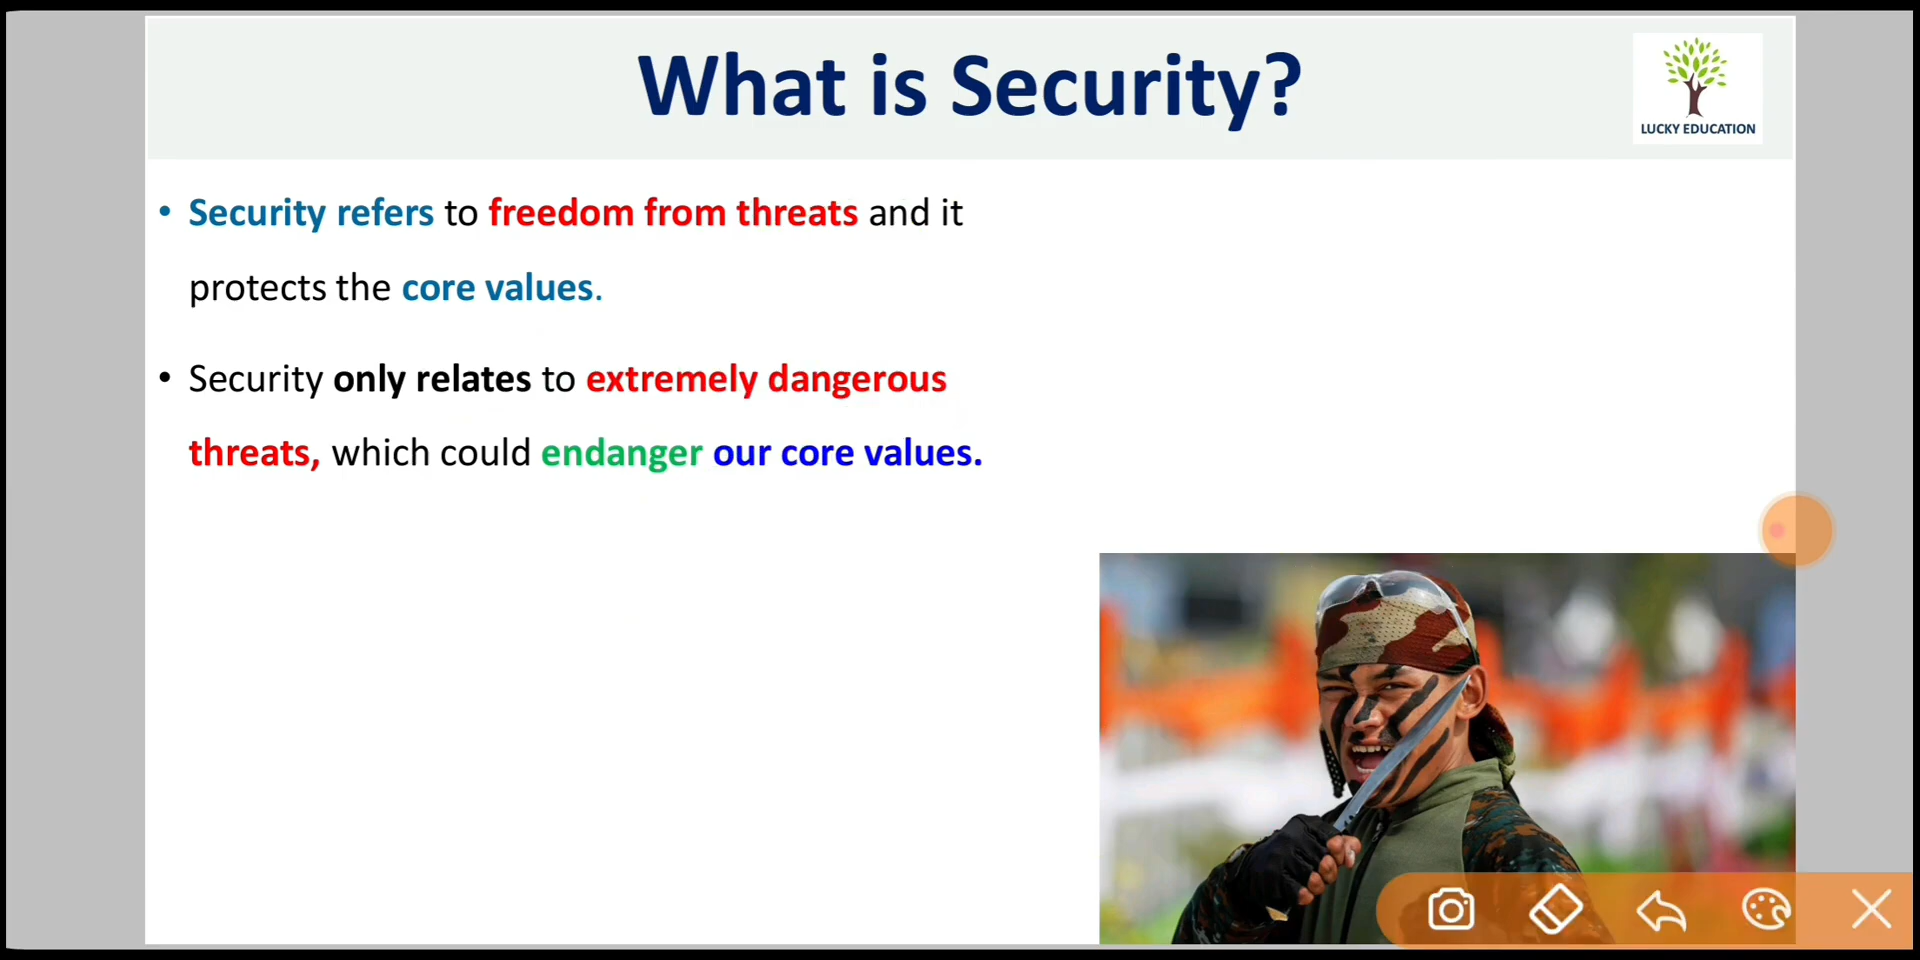 What is Security?
LUCKY EDUCATION
• Security refers to freedom from threats and it
protects the core values.
• Security only relates to extremely dangerous
threats, which could endanger our core values.